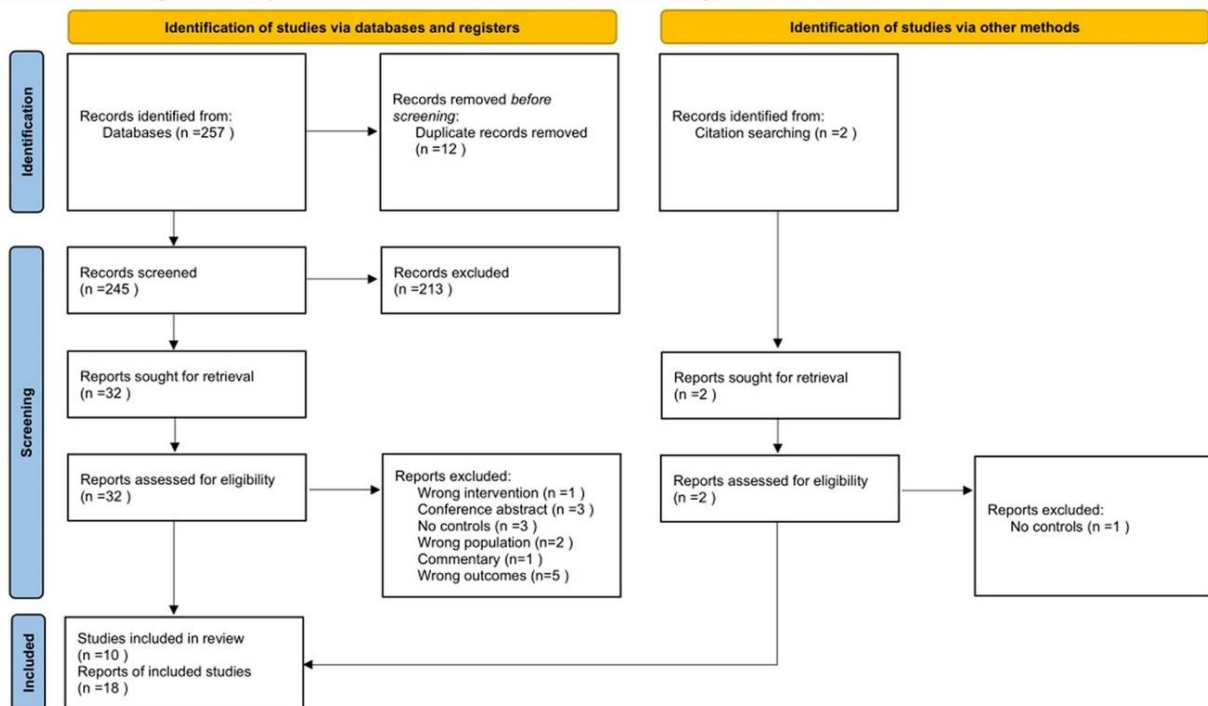 Identification of studies via databases and registers
Identification of studies via other methods
Identification
Records identified from:
Databases (n =257 )
Records removed before
screening:
Duplicate records removed
(n =12 )
Records identified from:
Citation searching (n =2 )
Screening
Records screened
(n =245 )
Records excluded
(n =213 )
Reports sought for retrieval
(n =32 )
Reports sought for retrieval
(n =2 )
Reports assessed for eligibility
(n =32 )
Reports excluded:
Wrong intervention (n =1 )
Conference abstract (n =3 )
No controls (n =3 )
Wrong population (n=2 )
Commentary (n=1 )
Wrong outcomes (n=5 )
Reports assessed for eligibility
(n =2 )
Reports excluded:
No controls (n =1 )
Included
Studies included in review
(n =10 )
Reports of included studies
(n =18 )